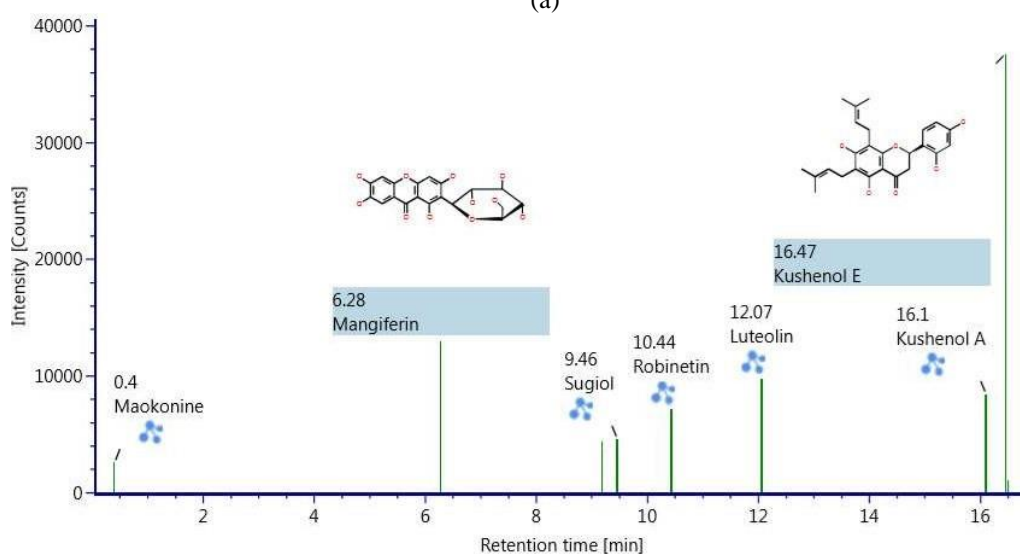 (a)
40000
30000
20000
10000
0
Intensity [Counts]
0.4
Maokonine
6.28
Mangiferin
9.46
Sugiol
10.44
Robinetin
12.07
Luteolin
16.47
Kushenol E
16.1
Kushenol A
2 4 6 8 10 12 14 16
Retention time [min]